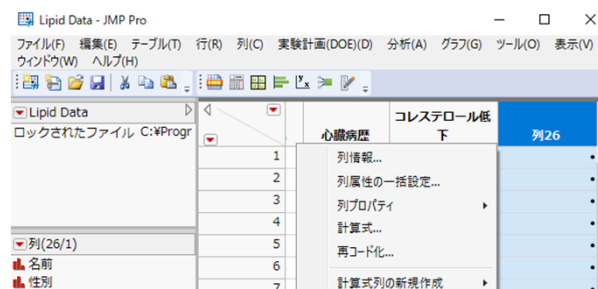 Lipid Data - JMP Pro
ファイル(F) 編集(E) テーブル(T) 行(R) 列(C) 実験計画(DOE)(D) 分析(A) グラフ(G) ツール(O) 表示(V)
ウィンドウ(W) ヘルプ(H)
Lipid Data
ロックされたファイル C:¥Progr
心臓病歴 コレステロール低下 列26
1
2
3
4
5
6
7
列情報...
列属性の一括設定...
列プロパティ
計算式...
再コード化...
計算式列の新規作成
列(26/1)
名前
性別